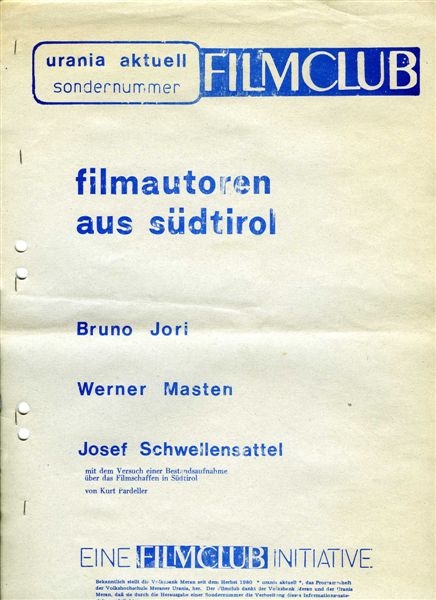 urania aktuell
sondernummer
FILMCLUB
filmautoren
aus südtirol
Bruno Jori
Werner Masten
Josef Schwellensattel
mit dem Versuch einer Bestandsaufnahme
über das Filmschaffen in Südtirol
von Kurt Pardeller
EINE FILMCLUB INITIATIVE.
Bekanntlich stellt die Volksbank Meran seit dem Herbst 1980 " urania aktuell ", das Programmheft
der Volkshochschule Meraner Urania, her. Der Filmclub dankt der Volksbank Meran und der Urania
Meran, daß sie durch die Herausgabe einer Sondernummer die Verbreitung dieses